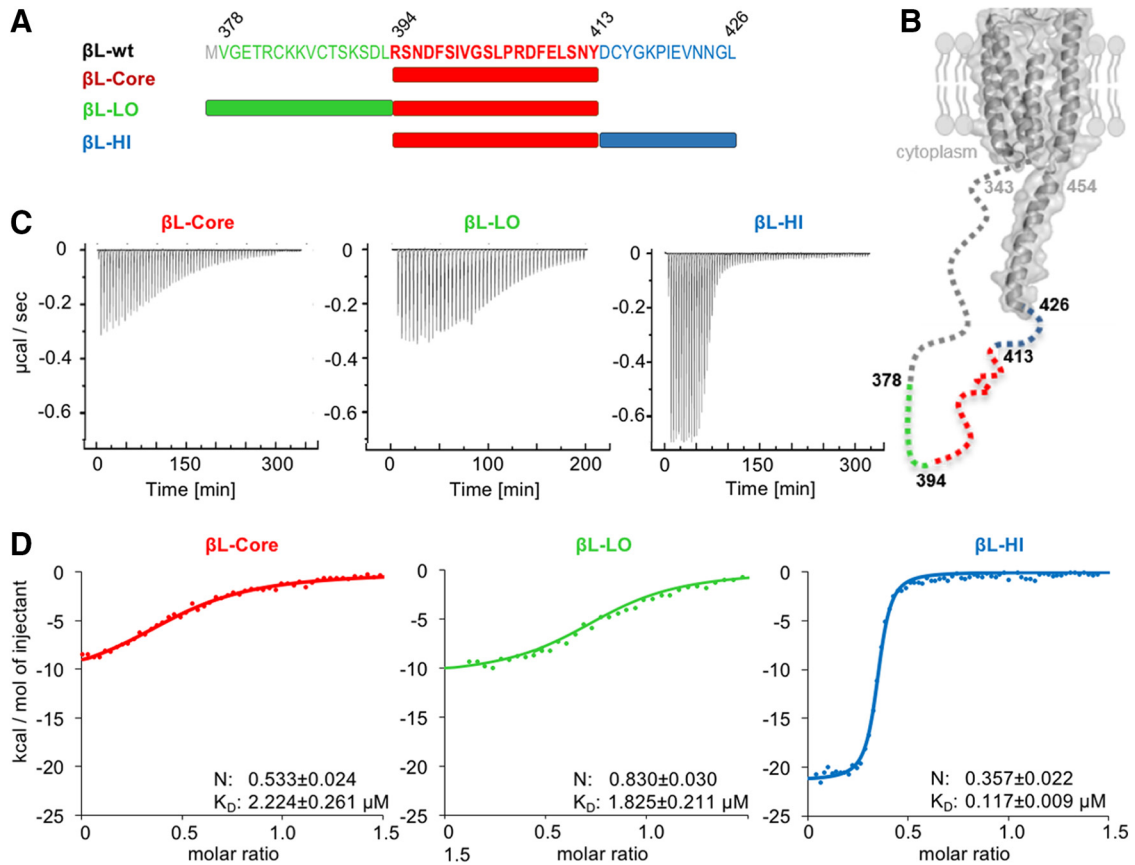 A
378 394 413 426
βL-wt MVGETRCKKVCTSKSDLRSNDFSIVGSLPRDFELSNYDCYGKPIEVNNGL
βL-Core
βL-LO
βL-HI
B
cytoplasm
343 454
426
413
378
394
C
βL-Core βL-LO βL-HI
µcal / sec
0 0 0
-0.2 -0.2 -0.2
-0.4 -0.4 -0.4
-0.6 -0.6 -0.6
0 150 300 0 100 200 0 150 300
Time [min] Time [min] Time [min]
D
βL-Core βL-LO βL-HI
kcal / mol of injectant
0 0 0
-5 -5 -5
-10 -10 -10
-15 -15 -15
-20 -20 -20
-25 -25 -25
N: 0.533±0.024 N: 0.830±0.030 N: 0.357±0.022
KD: 2.224±0.261 µM KD: 1.825±0.211 µM KD: 0.117±0.009 µM
0 0.5 1.0 1.5 0 0.5 1.0 0 0.5 1.0 1.5
molar ratio 1.5 molar ratio molar ratio